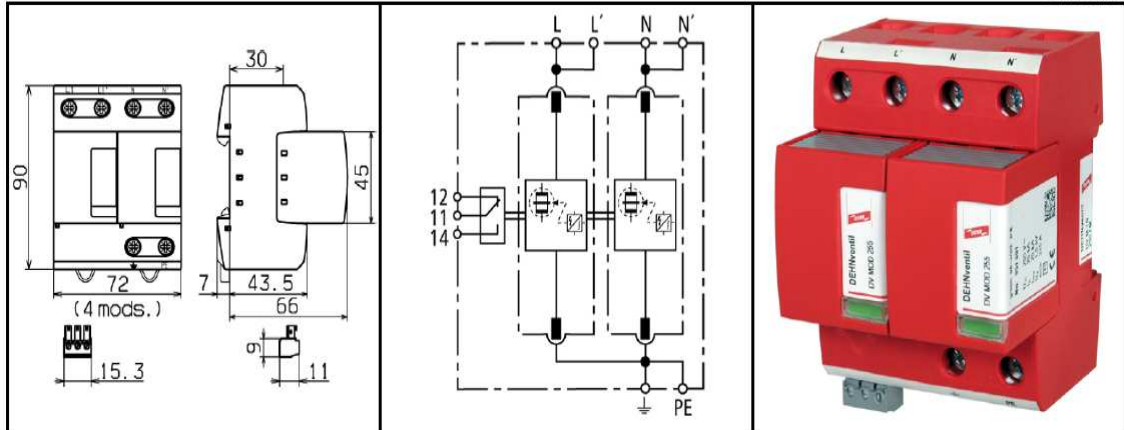 30
90
45
72
(4 mods.)
7
43.5
66
9
15.3
11
L L´ N N´
12
11
14
PE
L L´ N N´
DEHN
DEHNventil
DV MOD 255
DEHNventil
DV MOD 255